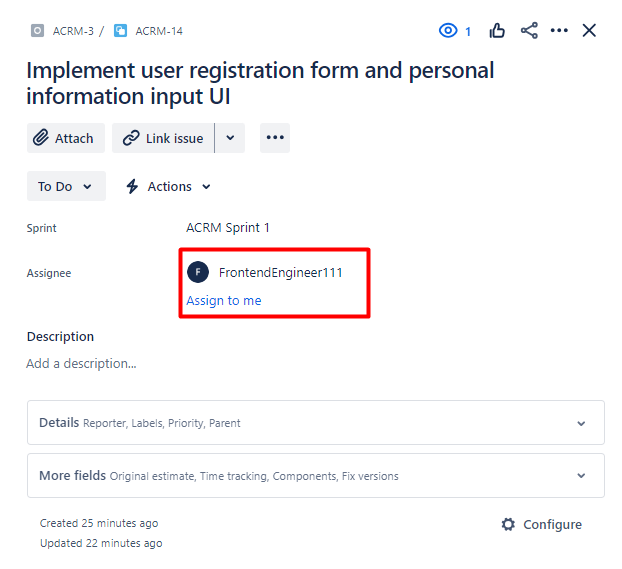 ACRM-3 / ACRM-14 1
Implement user registration form and personal
information input UI
Attach Link issue
To Do Actions
Sprint ACRM Sprint 1
Assignee F FrontendEngineer111
Assign to me
Description
Add a description...
Details Reporter, Labels, Priority, Parent
More fields Original estimate, Time tracking, Components, Fix versions
Created 25 minutes ago Configure
Updated 22 minutes ago